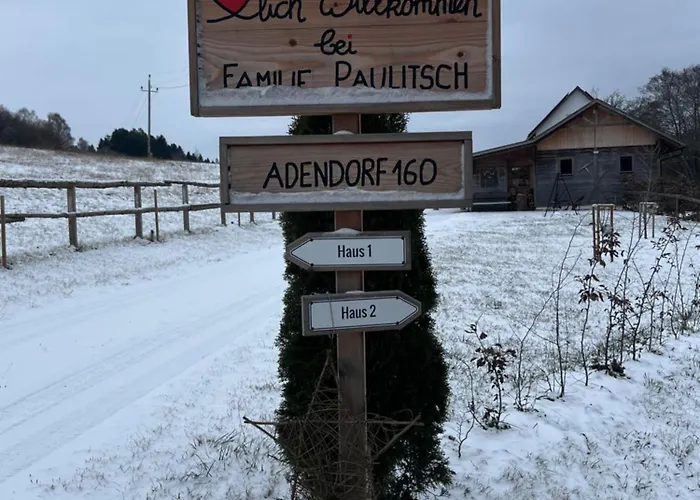 lich Willkommen
bei
FAMILIE PAULITSCH
ADENDORF 160
Haus 1
Haus 2